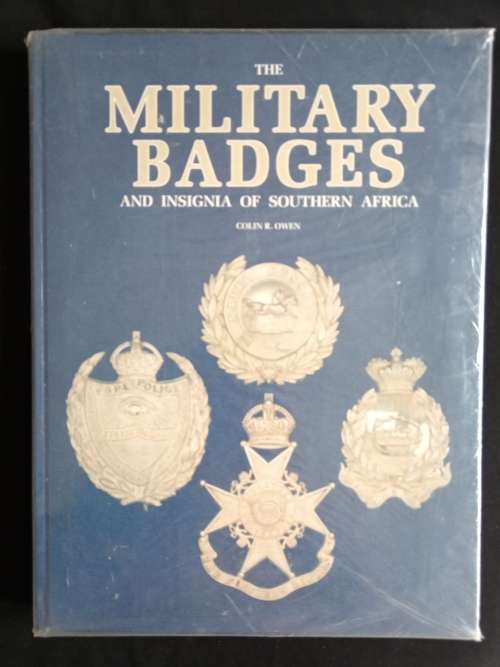 THE
MILITARY
BADGES
AND INSIGNIA OF SOUTHERN AFRICA
COLIN R. OWEN
CAPE POLICE